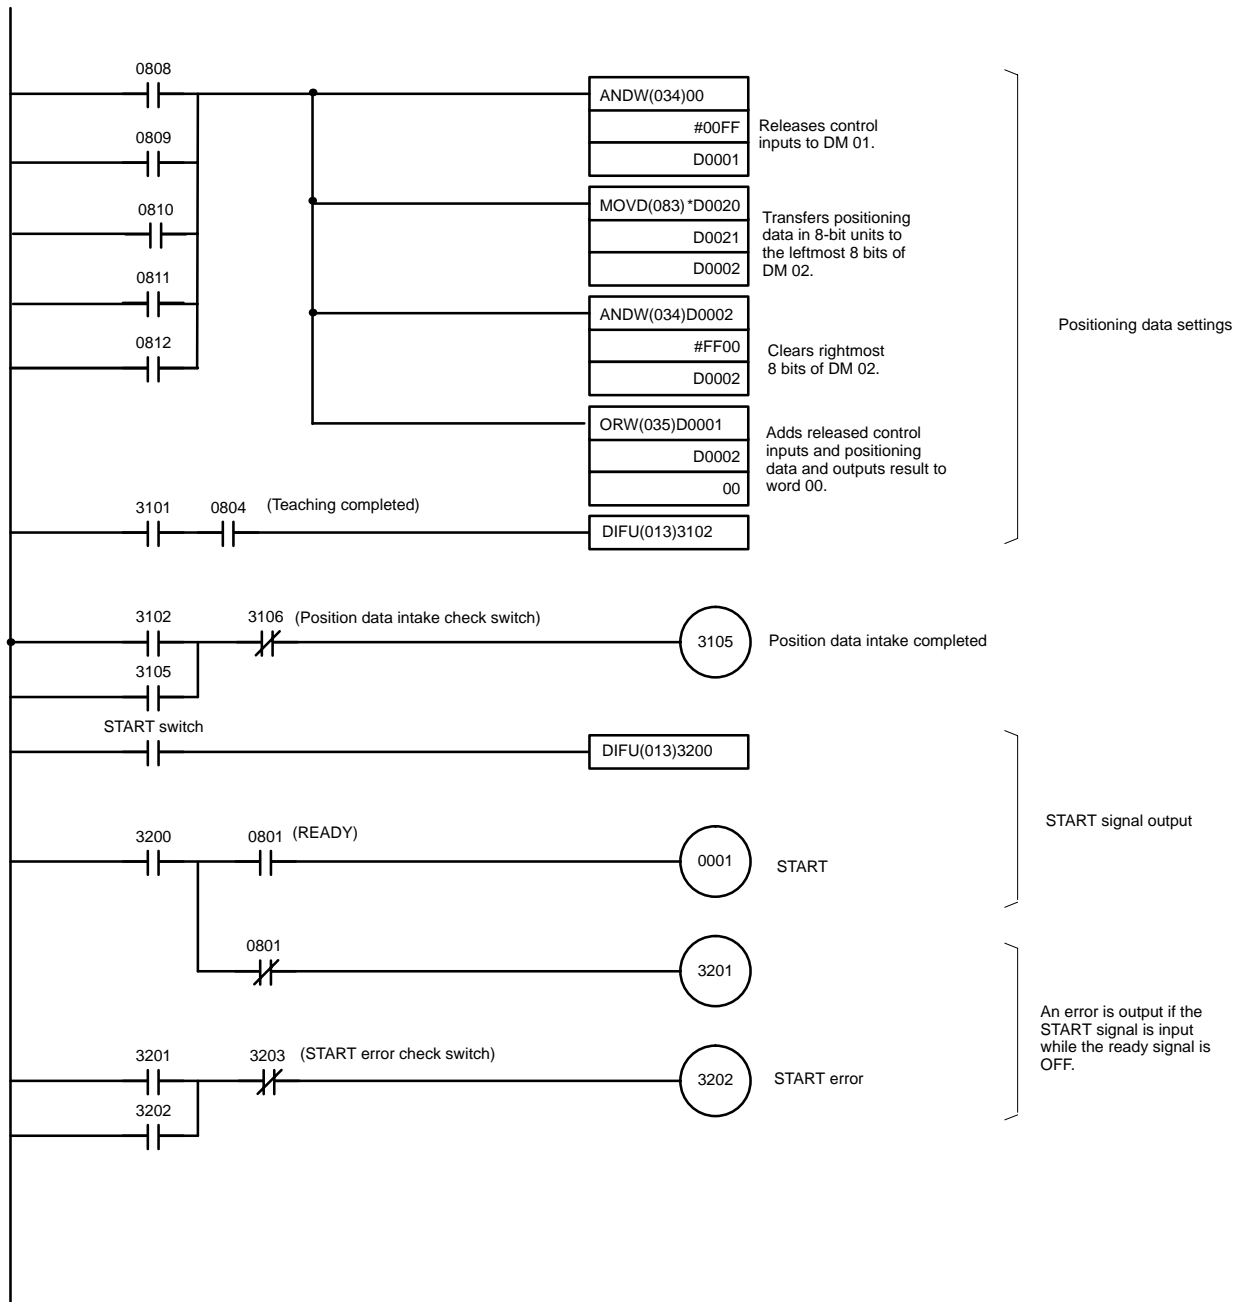 0808
ANDW(034)00
#00FF
D0001
Releases control
inputs to DM 01.
0809
0810
MOVD(083)*D0020
D0021
D0002
Transfers positioning
data in 8-bit units to
the leftmost 8 bits of
DM 02.
0811
ANDW(034)D0002
#FF00
D0002
Clears rightmost
8 bits of DM 02.
Positioning data settings
0812
ORW(035)D0001
D0002
00
Adds released control
inputs and positioning
data and outputs result to
word 00.
3101
0804
(Teaching completed)
DIFU(013)3102
3102
3106
(Position data intake check switch)
3105
Position data intake completed
3105
START switch
DIFU(013)3200
START signal output
3200
0801
(READY)
0001
START
0801
3201
An error is output if the
START signal is input
while the ready signal is
OFF.
3201
3203
(START error check switch)
3202
START error
3202